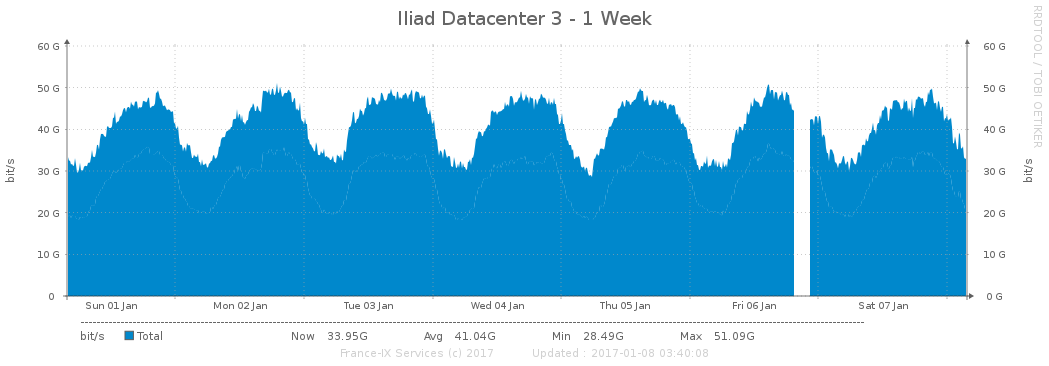 Iliad Datacenter 3 - 1 Week
RRDTOOL / TOBI OETIKER
60 G 60 G
50 G 50 G
40 G 40 G
30 G 30 G
20 G 20 G
10 G 10 G
0 0 G
bit/s bit/s
Sun 01 Jan Mon 02 Jan Tue 03 Jan Wed 04 Jan Thu 05 Jan Fri 06 Jan Sat 07 Jan
bit/s Total Now 33.95G Avg 41.04G Min 28.49G Max 51.09G
France-IX Services (c) 2017 Updated : 2017-01-08 03:40:08